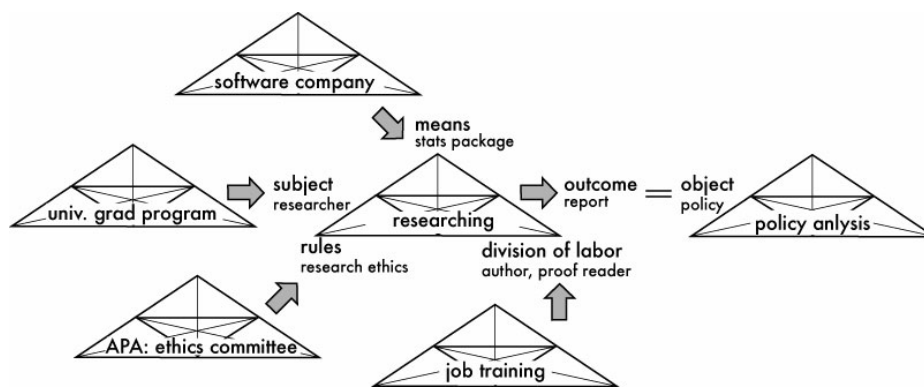 software company
means
stats package
subject
researcher
outcome
report
object
policy
univ. grad program
researching
policy anlysis
rules
research ethics
division of labor
author, proof reader
APA: ethics committee
job training